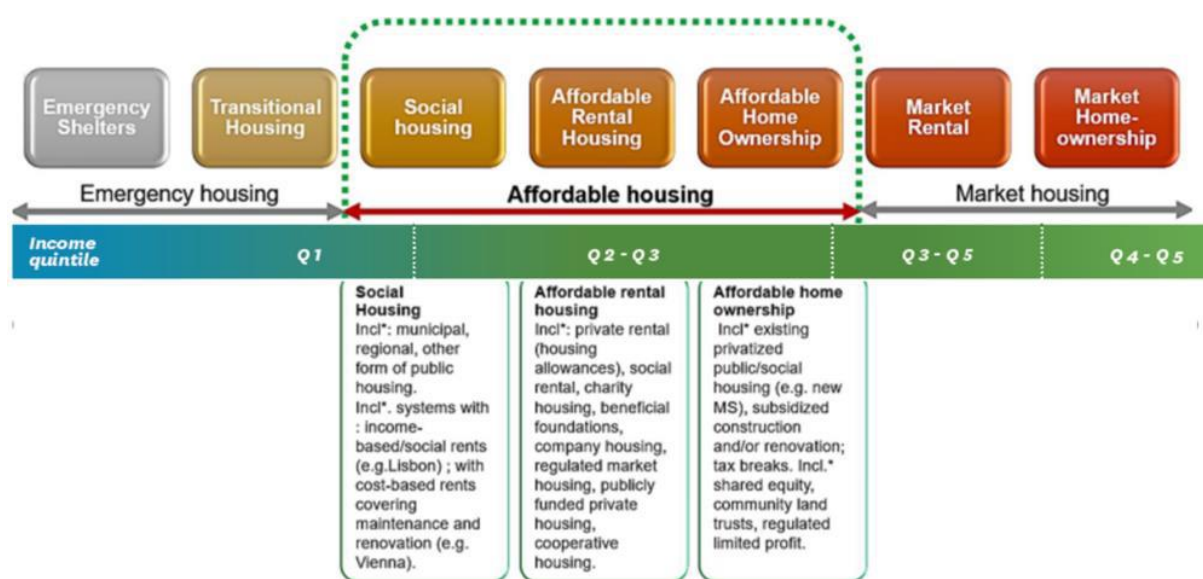 Emergency
Shelters
Transitional
Housing
Social
housing
Affordable
Rental
Housing
Affordable
Home
Ownership
Market
Rental
Market
Home-
ownership
Emergency housing
Affordable housing
Market housing
Income
quintile
Q1
Q2 - Q3
Q3 - Q5
Q4 - Q5
Social
Housing
Incl*: municipal,
regional, other
form of public
housing.
Incl*. systems with
: income-
based/social rents
(e.g.Lisbon) ; with
cost-based rents
covering
maintenance and
renovation (e.g.
Vienna).
Affordable rental
housing
Incl*: private rental
(housing
allowances), social
rental, charity
housing, beneficial
foundations,
company housing,
regulated market
housing, publicly
funded private
housing,
cooperative
housing.
Affordable home
ownership
Incl* existing
privatized
public/social
housing (e.g. new
MS), subsidized
construction
and/or renovation;
tax breaks. Incl.*
shared equity,
community land
trusts, regulated
limited profit.